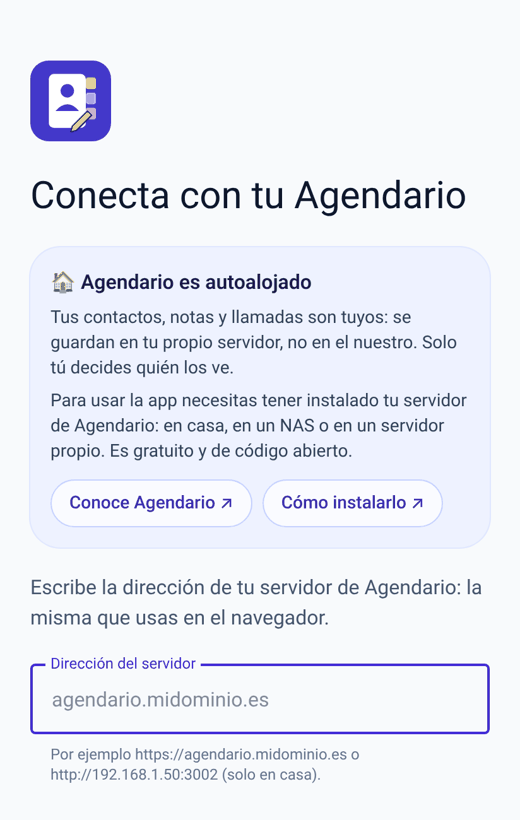 Conecta con tu Agendario
🏠 Agendario es autoalojado
Tus contactos, notas y llamadas son tuyos: se
guardan en tu propio servidor, no en el nuestro. Solo
tú decides quién los ve.
Para usar la app necesitas tener instalado tu servidor
de Agendario: en casa, en un NAS o en un servidor
propio. Es gratuito y de código abierto.
Conoce Agendario ↗ Cómo instalarlo ↗
Escribe la dirección de tu servidor de Agendario: la
misma que usas en el navegador.
Dirección del servidor
agendario.midominio.es
Por ejemplo https://agendario.midominio.es o
http://192.168.1.50:3002 (solo en casa).